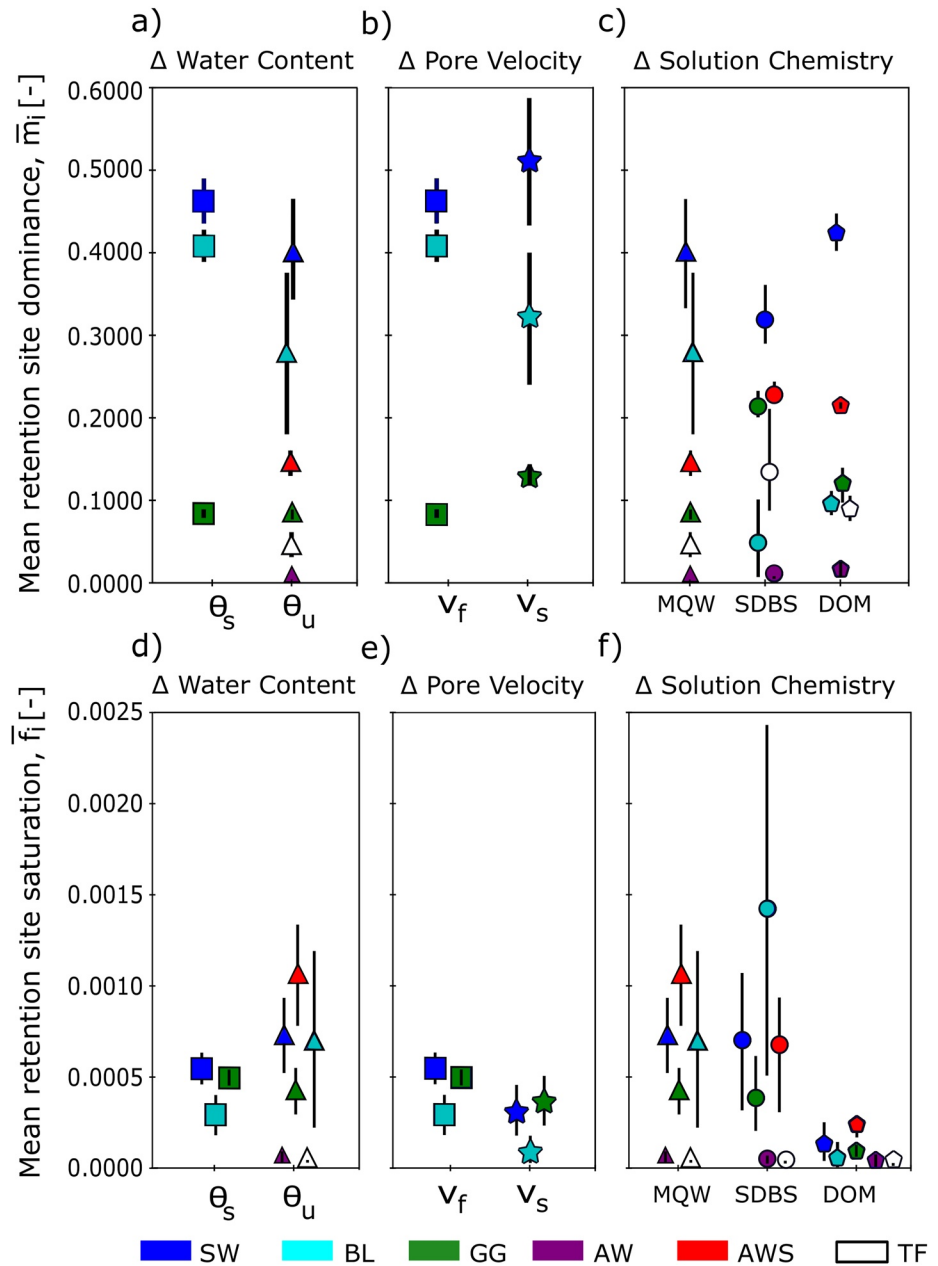 a)
b)
c)
Δ Water Content
Δ Pore Velocity
Δ Solution Chemistry
Mean retention site dominance, m̅ᵢ [-]
0.6000
0.5000
0.4000
0.3000
0.2000
0.1000
0.0000
θs
θu
vf
vs
MQW
SDBS
DOM
d)
e)
f)
Δ Water Content
Δ Pore Velocity
Δ Solution Chemistry
Mean retention site saturation, f̅ᵢ [-]
0.0025
0.0020
0.0015
0.0010
0.0005
0.0000
θs
θu
vf
vs
MQW
SDBS
DOM
SW
BL
GG
AW
AWS
TF